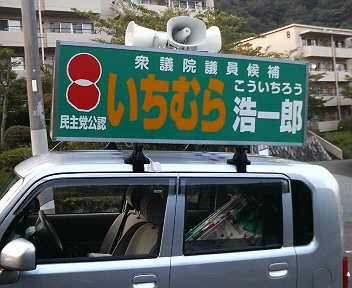 衆議院議員候補
こういちろう
いちむら浩一郎
民主党公認